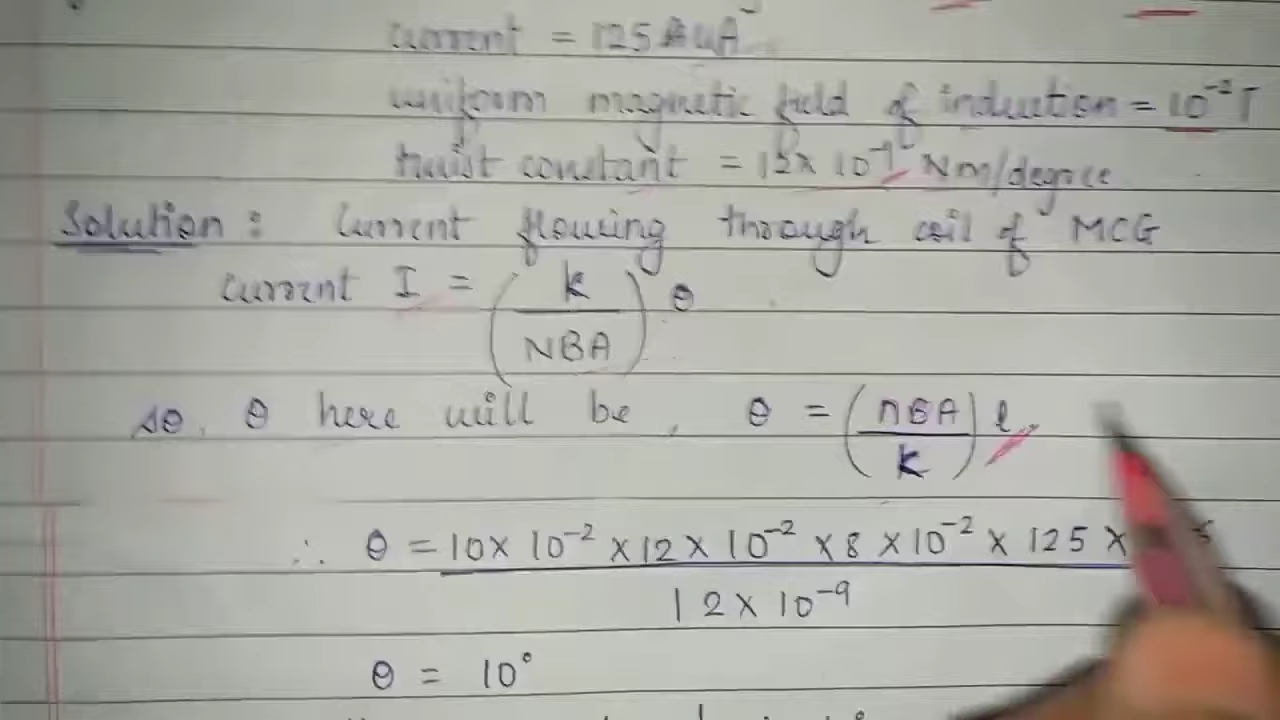 current = 125 uA
uniform magnetic field of induction = 10⁻² T
twist constant = 12 × 10⁻⁹ Nm/degree
Solution : Current flowing through coil of MCG
current I = (k / NBA) θ
so, θ here will be, θ = (nBA / k) I
∴ θ = 10 × 10⁻² × 12 × 10⁻² × 8 × 10⁻² × 125 ×
12 × 10⁻⁹
θ = 10°